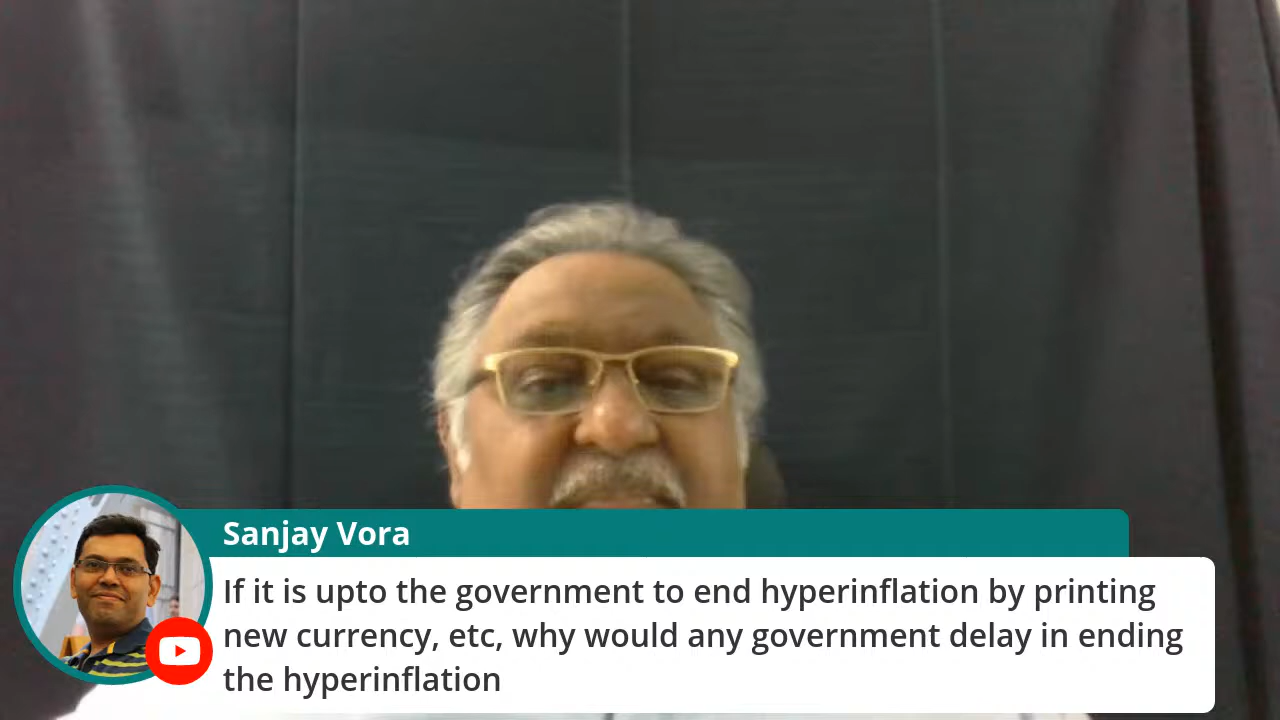 Sanjay Vora
If it is upto the government to end hyperinflation by printing
new currency, etc, why would any government delay in ending
the hyperinflation